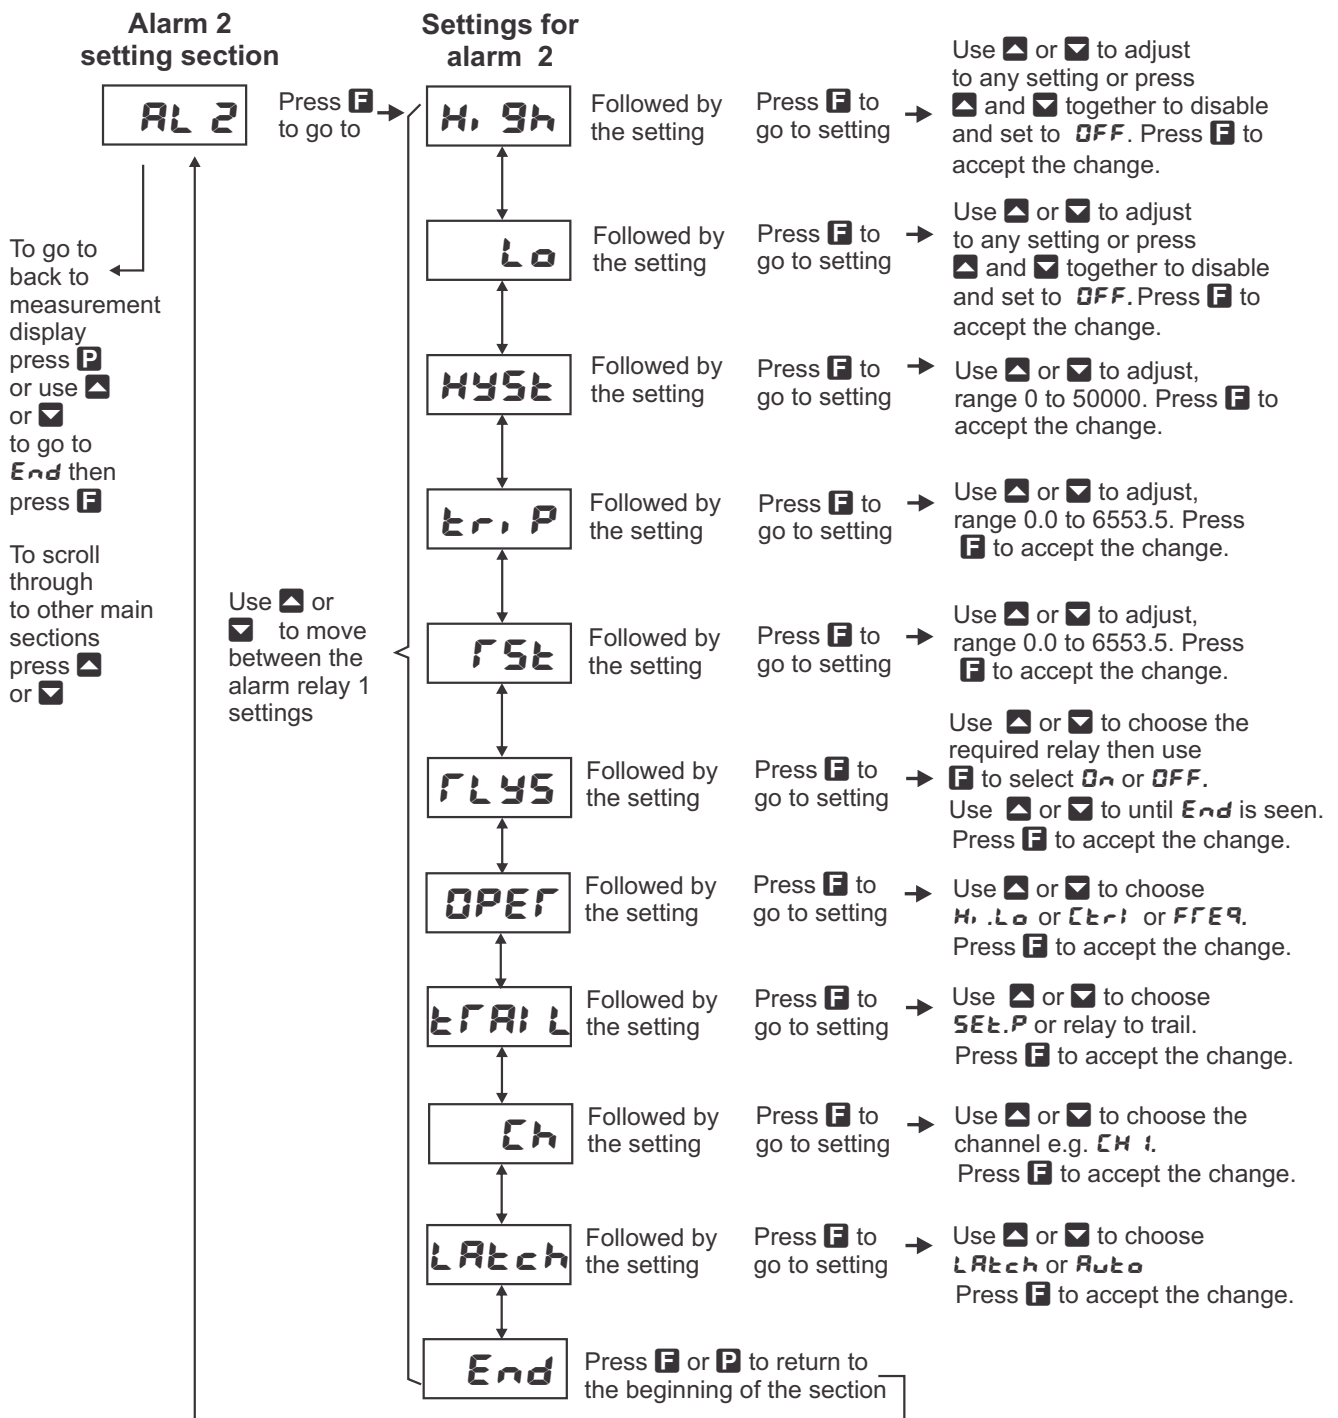 Alarm 2
setting section
Settings for
alarm 2
AL 2
Press F
to go to
To go to
back to
measurement
display
press P
or use ▲
or ▼
to go to
End then
press F
To scroll
through
to other main
sections
press ▲
or ▼
Use ▲ or
▼ to move
between the
alarm relay 1
settings
Hi gh
Followed by
the setting
Press F to
go to setting
Use ▲ or ▼ to adjust
to any setting or press
▲ and ▼ together to disable
and set to OFF. Press F to
accept the change.
Lo
Followed by
the setting
Press F to
go to setting
Use ▲ or ▼ to adjust
to any setting or press
▲ and ▼ together to disable
and set to OFF. Press F to
accept the change.
HYSt
Followed by
the setting
Press F to
go to setting
Use ▲ or ▼ to adjust,
range 0 to 50000. Press F to
accept the change.
tri P
Followed by
the setting
Press F to
go to setting
Use ▲ or ▼ to adjust,
range 0.0 to 6553.5. Press
F to accept the change.
rSt
Followed by
the setting
Press F to
go to setting
Use ▲ or ▼ to adjust,
range 0.0 to 6553.5. Press
F to accept the change.
rLYS
Followed by
the setting
Press F to
go to setting
Use ▲ or ▼ to choose the
required relay then use
F to select On or OFF.
Use ▲ or ▼ to until End is seen.
Press F to accept the change.
OPEr
Followed by
the setting
Press F to
go to setting
Use ▲ or ▼ to choose
Hi .Lo or Ctrl or FrEq.
Press F to accept the change.
trAI L
Followed by
the setting
Press F to
go to setting
Use ▲ or ▼ to choose
SEt.P or relay to trail.
Press F to accept the change.
Ch
Followed by
the setting
Press F to
go to setting
Use ▲ or ▼ to choose the
channel e.g. CH 1.
Press F to accept the change.
LAtch
Followed by
the setting
Press F to
go to setting
Use ▲ or ▼ to choose
LAtch or Auto
Press F to accept the change.
End
Press F or P to return to
the beginning of the section